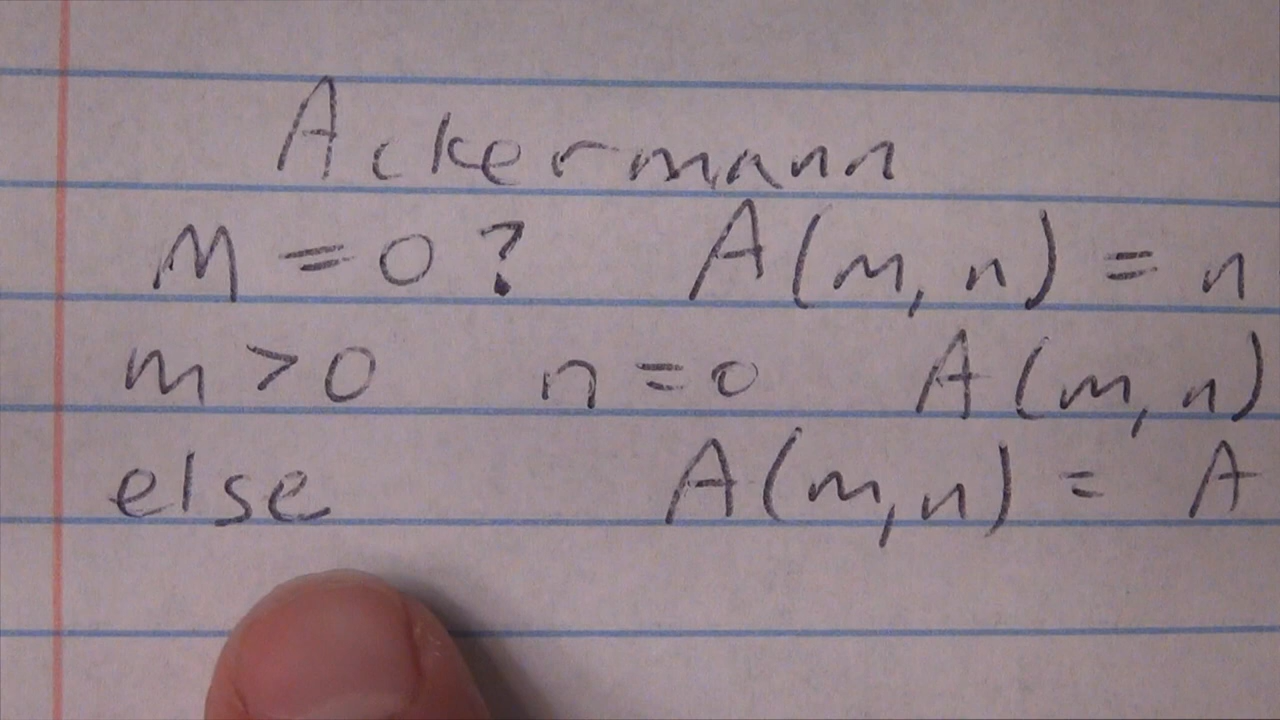 Ackermann
M = 0 ? A(m, n) = n
m > 0 n = 0 A(m, n)
else A(m, n) = A